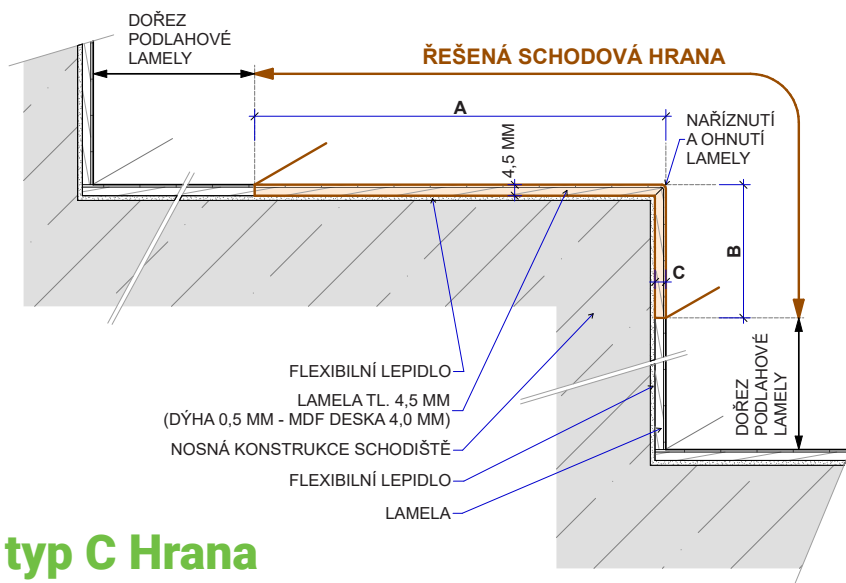 DOŘEZ
PODLAHOVÉ
LAMELY
ŘEŠENÁ SCHODOVÁ HRANA
A
4,5 MM
NAŘÍZNUTÍ
A OHNUTÍ
LAMELY
B
C
FLEXIBILNÍ LEPIDLO
LAMELA TL. 4,5 MM
(DÝHA 0,5 MM - MDF DESKA 4,0 MM)
NOSNÁ KONSTRUKCE SCHODIŠTĚ
FLEXIBILNÍ LEPIDLO
LAMELA
DOŘEZ
PODLAHOVÉ
LAMELY
typ C Hrana